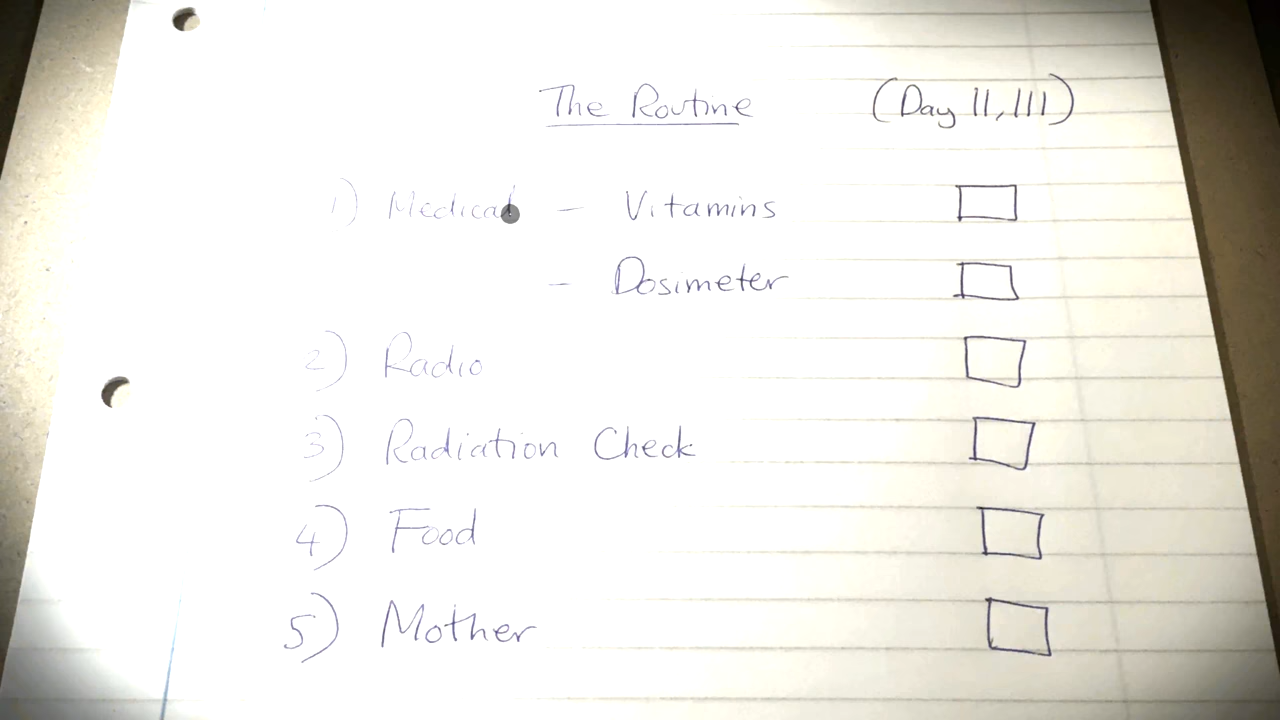 The Routine (Day 11,111)
1) Medical - Vitamins
- Dosimeter
2) Radio
3) Radiation Check
4) Food
5) Mother